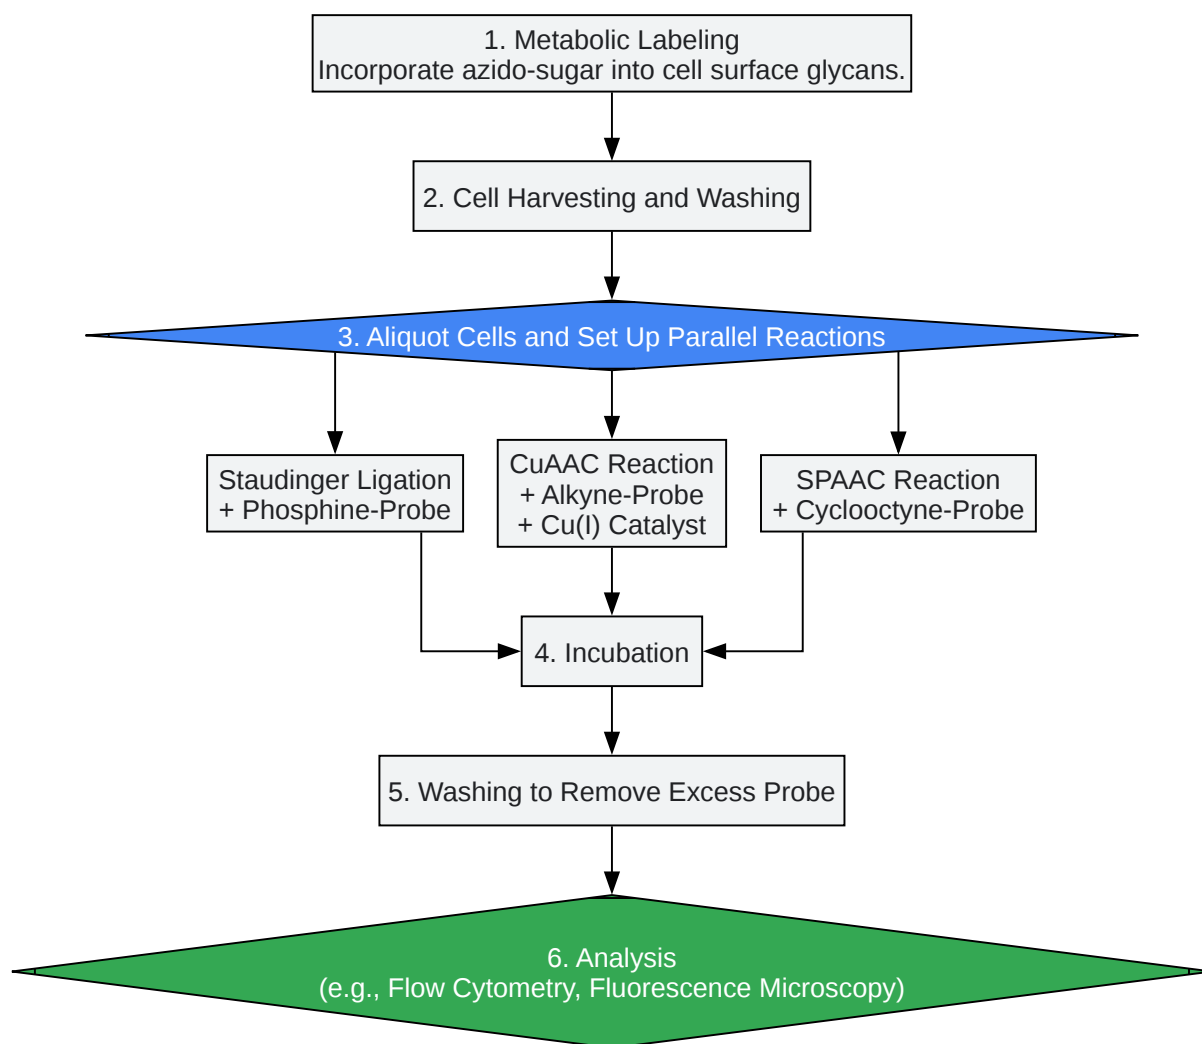 1. Metabolic Labeling
Incorporate azido-sugar into cell surface glycans.
2. Cell Harvesting and Washing
3. Aliquot Cells and Set Up Parallel Reactions
Staudinger Ligation
+ Phosphine-Probe
CuAAC Reaction
+ Alkyne-Probe
+ Cu(I) Catalyst
SPAAC Reaction
+ Cyclooctyne-Probe
4. Incubation
5. Washing to Remove Excess Probe
6. Analysis
(e.g., Flow Cytometry, Fluorescence Microscopy)